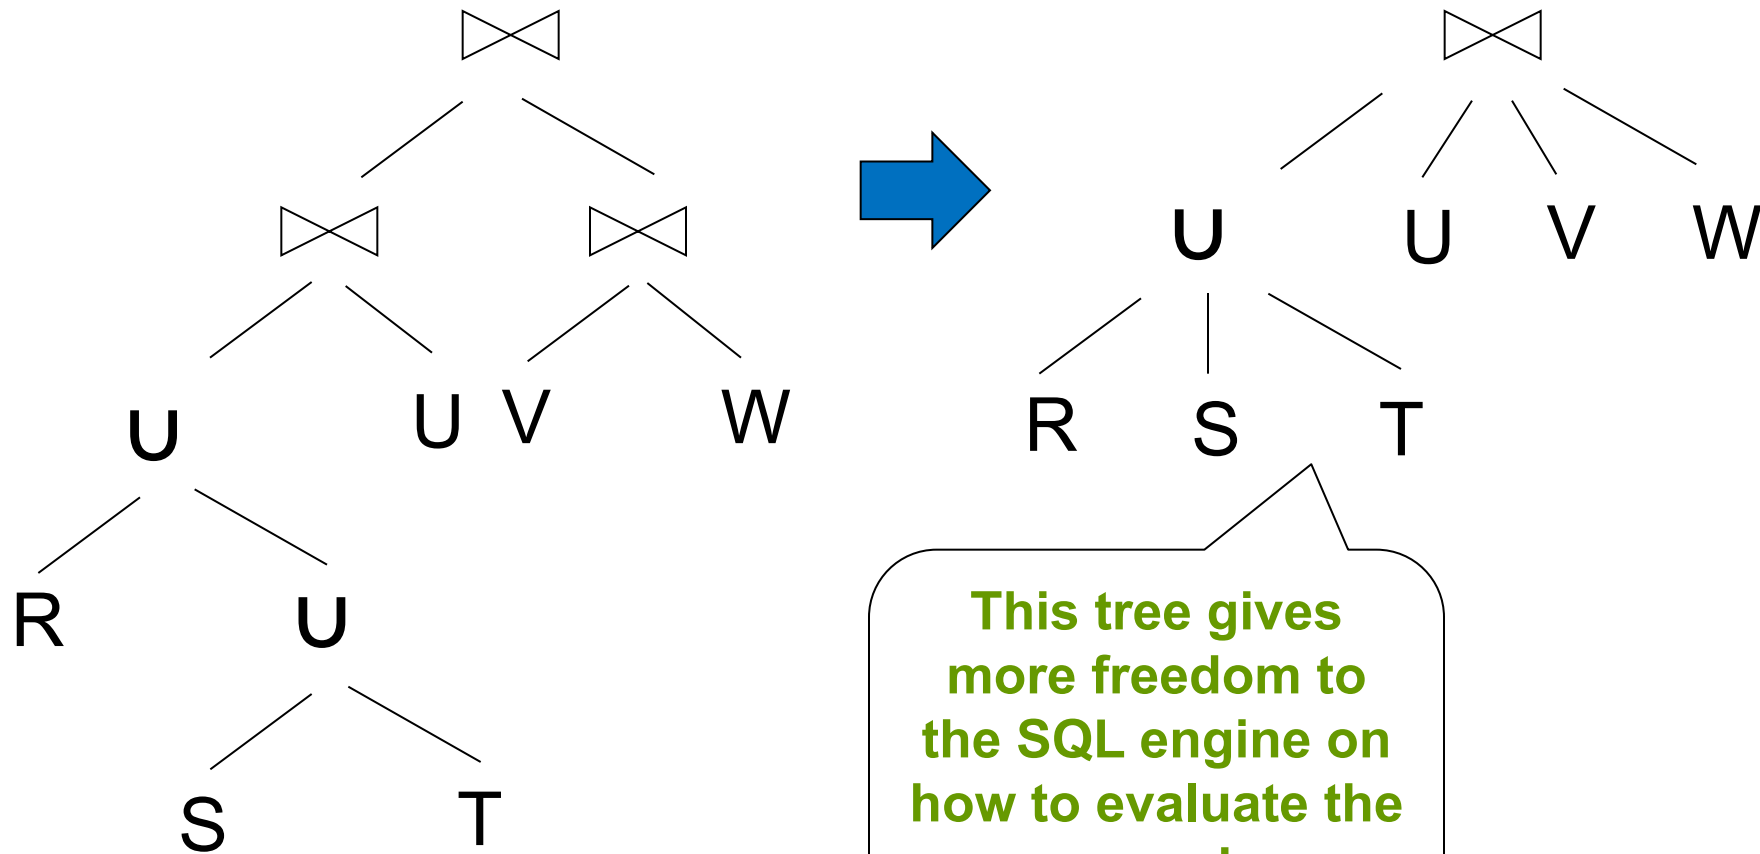 U U V W
U U V W
R S T
R U
This tree gives
more freedom to
the SQL engine on
how to evaluate the
S T